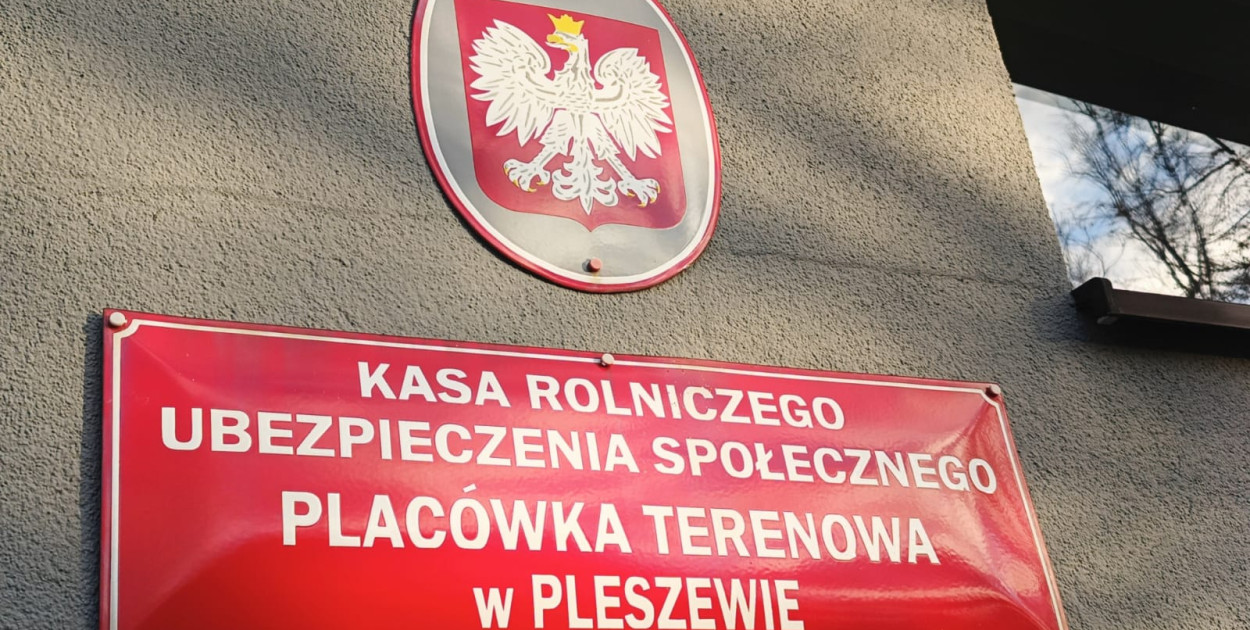 KASA ROLNICZEGO
UBEZPIECZENIA SPOŁECZNEGO
PLACÓWKA TERENOWA
w PLESZEWIE